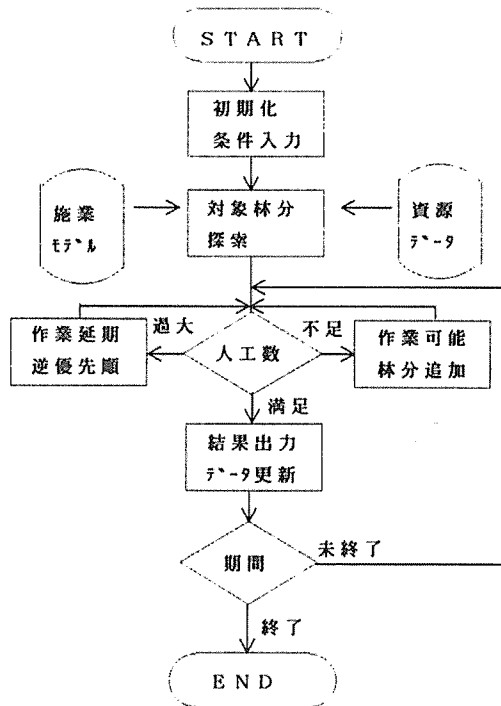 START
初期化
条件入力
施業
モデル
対象林分
探索
資源
データ
過大
不足
作業延期
逆優先順
人工数
作業可能
林分追加
満足
結果出力
データ更新
期間
未終了
終了
END